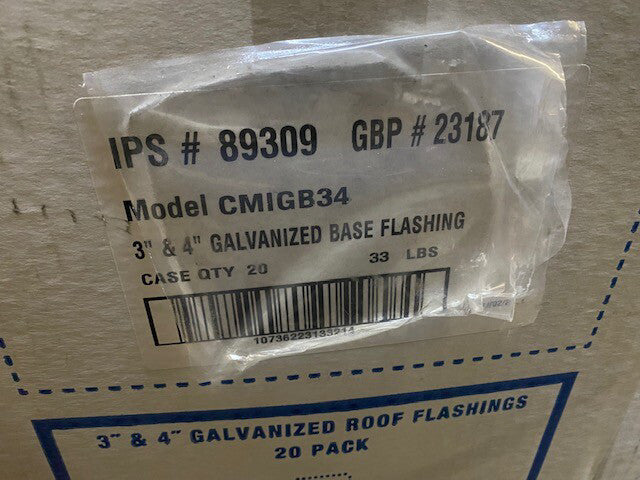 IPS # 89309 GBP # 23187
Model CMIGB34
3" & 4" GALVANIZED BASE FLASHING
CASE QTY 20 33 LBS
10736223133214
3" & 4" GALVANIZED ROOF FLASHINGS
20 PACK